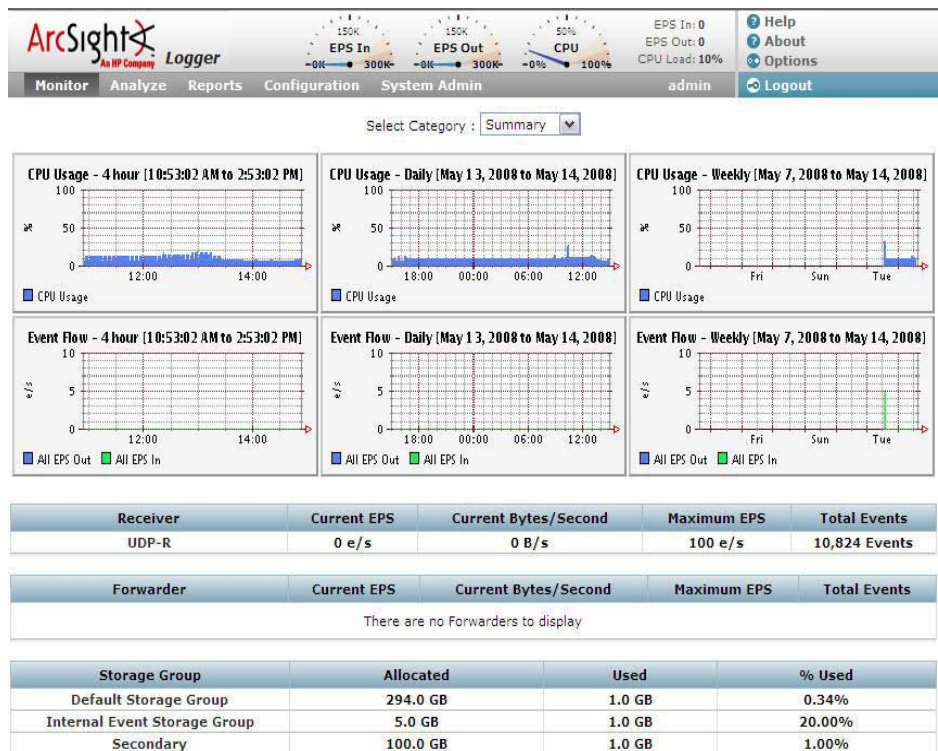 ArcSight An HP Company Logger
150K EPS In -0K 300K-
150K EPS Out -0K 300K-
50% CPU -0% 100%
EPS In: 0
EPS Out: 0
CPU Load: 10%
Help
About
Options
Monitor Analyze Reports Configuration System Admin admin Logout
Select Category : Summary
CPU Usage - 4 hour [10:53:02 AM to 2:53:02 PM]
100
% 50
0
12:00 14:00
CPU Usage
CPU Usage - Daily [May 13, 2008 to May 14, 2008]
100
% 50
0
18:00 00:00 06:00 12:00
CPU Usage
CPU Usage - Weekly [May 7, 2008 to May 14, 2008]
100
% 50
0
Fri Sun Tue
CPU Usage
Event Flow - 4 hour [10:53:02 AM to 2:53:02 PM]
10
e/s 5
0
12:00 14:00
All EPS Out All EPS In
Event Flow - Daily [May 13, 2008 to May 14, 2008]
10
e/s 5
0
18:00 00:00 06:00 12:00
All EPS Out All EPS In
Event Flow - Weekly [May 7, 2008 to May 14, 2008]
10
e/s 5
0
Fri Sun Tue
All EPS Out All EPS In
Receiver Current EPS Current Bytes/Second Maximum EPS Total Events
UDP-R 0 e/s 0 B/s 100 e/s 10,824 Events
Forwarder Current EPS Current Bytes/Second Maximum EPS Total Events
There are no Forwarders to display
Storage Group Allocated Used % Used
Default Storage Group 294.0 GB 1.0 GB 0.34%
Internal Event Storage Group 5.0 GB 1.0 GB 20.00%
Secondary 100.0 GB 1.0 GB 1.00%